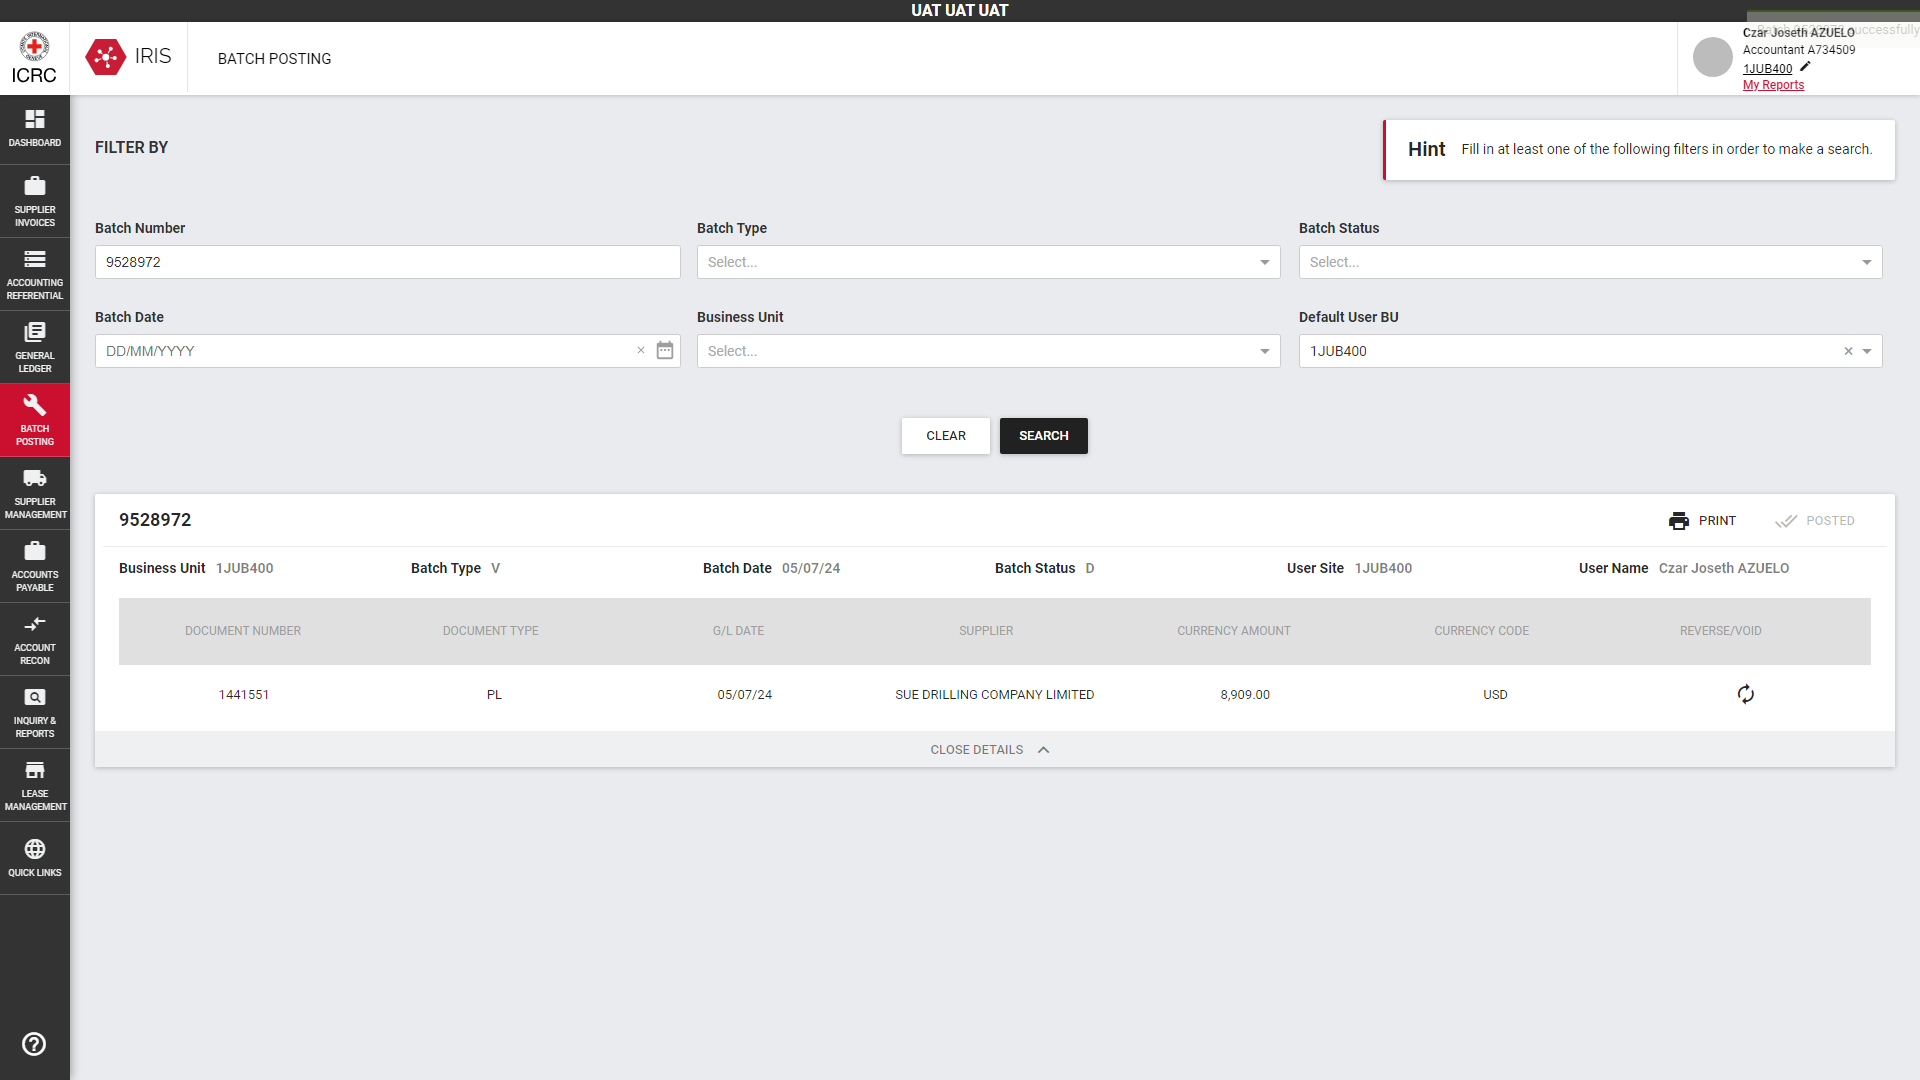 UAT UAT UAT
ICRC
IRIS
BATCH POSTING
successfully
Czar Joseth AZUELO
Accountant A734509
1JUB400
My Reports
DASHBOARD
SUPPLIER
INVOICES
ACCOUNTING
REFERENTIAL
GENERAL
LEDGER
BATCH
POSTING
SUPPLIER
MANAGEMENT
ACCOUNTS
PAYABLE
ACCOUNT
RECON
INQUIRY &
REPORTS
LEASE
MANAGEMENT
QUICK LINKS
FILTER BY
Hint Fill in at least one of the following filters in order to make a search.
Batch Number
9528972
Batch Type
Select...
Batch Status
Select...
Batch Date
DD/MM/YYYY
Business Unit
Select...
Default User BU
1JUB400
CLEAR
SEARCH
9528972
PRINT
POSTED
Business Unit 1JUB400 Batch Type V Batch Date 05/07/24 Batch Status D User Site 1JUB400 User Name Czar Joseth AZUELO
DOCUMENT NUMBER DOCUMENT TYPE G/L DATE SUPPLIER CURRENCY AMOUNT CURRENCY CODE REVERSE/VOID
1441551 PL 05/07/24 SUE DRILLING COMPANY LIMITED 8,909.00 USD
CLOSE DETAILS